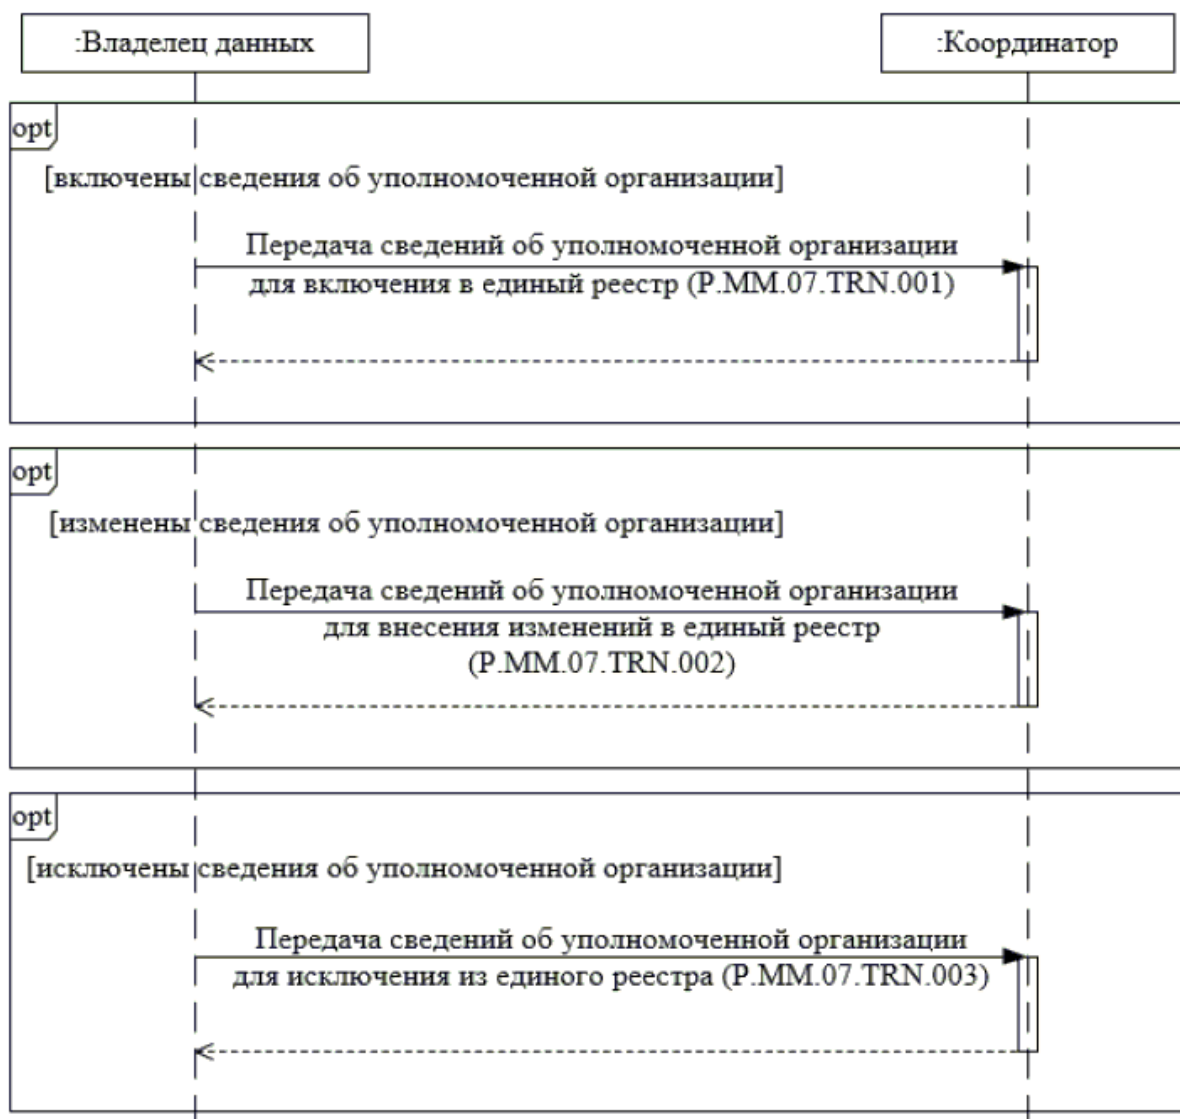 :Владелец данных
:Координатор
opt
[включены сведения об уполномоченной организации]
Передача сведений об уполномоченной организации
для включения в единый реестр (P.MM.07.TRN.001)
opt
[изменены сведения об уполномоченной организации]
Передача сведений об уполномоченной организации
для внесения изменений в единый реестр
(P.MM.07.TRN.002)
opt
[исключены сведения об уполномоченной организации]
Передача сведений об уполномоченной организации
для исключения из единого реестра (P.MM.07.TRN.003)